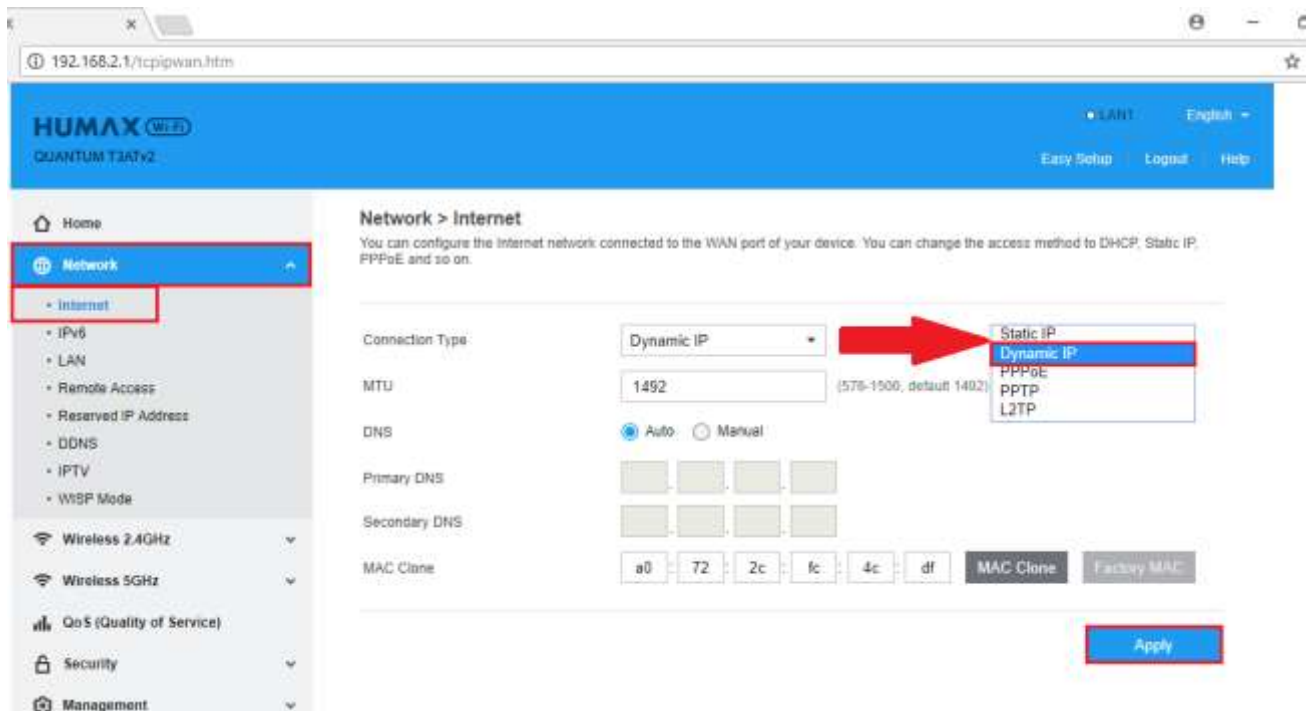 192.168.2.1/tcpipwan.htm
HUMAX Wi-Fi
QUANTUM T3ATv2
LAN1 English
Easy Setup Logout Help
Home
Network
Internet
IPv6
LAN
Remote Access
Reserved IP Address
DDNS
IPTV
WISP Mode
Wireless 2.4GHz
Wireless 5GHz
QoS (Quality of Service)
Security
Management
Network > Internet
You can configure the Internet network connected to the WAN port of your device. You can change the access method to DHCP, Static IP,
PPPoE and so on.
Connection Type Dynamic IP
Static IP
Dynamic IP
PPPoE
PPTP
L2TP
MTU 1492 (576-1500, default 1492)
DNS Auto Manual
Primary DNS
Secondary DNS
MAC Clone a0 : 72 : 2c : fc : 4c : df MAC Clone Factory MAC
Apply